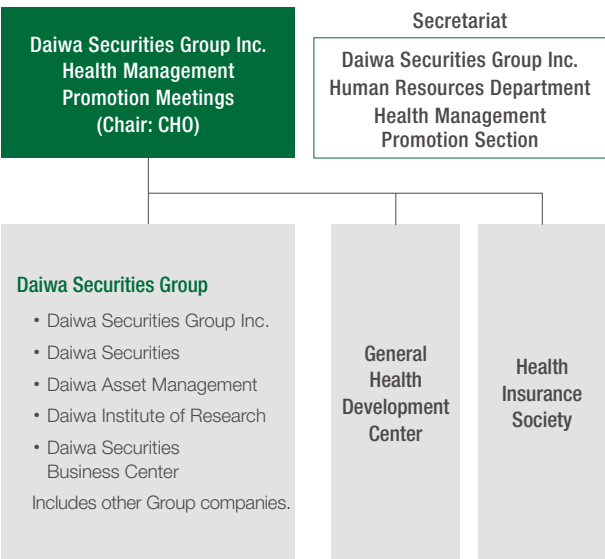 Daiwa Securities Group Inc.
Health Management
Promotion Meetings
(Chair: CHO)
Secretariat
Daiwa Securities Group Inc.
Human Resources Department
Health Management
Promotion Section
Daiwa Securities Group
• Daiwa Securities Group Inc.
• Daiwa Securities
• Daiwa Asset Management
• Daiwa Institute of Research
• Daiwa Securities
Business Center
Includes other Group companies.
General
Health
Development
Center
Health
Insurance
Society